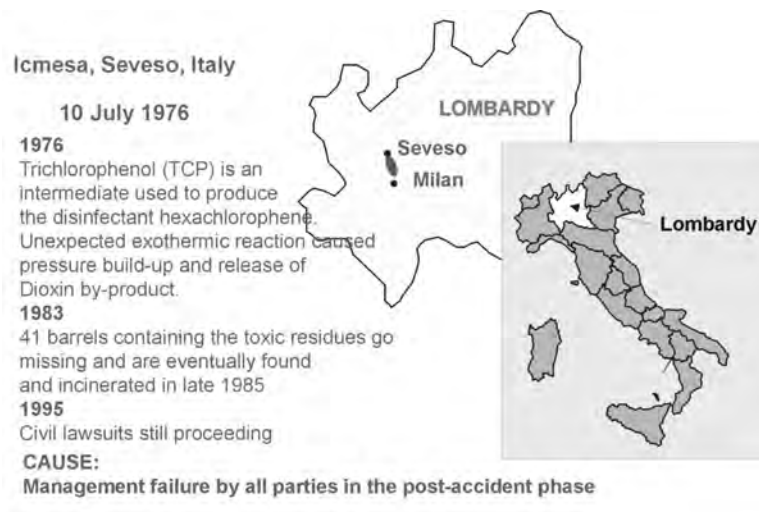 Icmesa, Seveso, Italy
10 July 1976
1976
Trichlorophenol (TCP) is an
intermediate used to produce
the disinfectant hexachlorophene.
Unexpected exothermic reaction caused
pressure build-up and release of
Dioxin by-product.
1983
41 barrels containing the toxic residues go
missing and are eventually found
and incinerated in late 1985
1995
Civil lawsuits still proceeding
CAUSE:
Management failure by all parties in the post-accident phase
LOMBARDY
Seveso
Milan
Lombardy